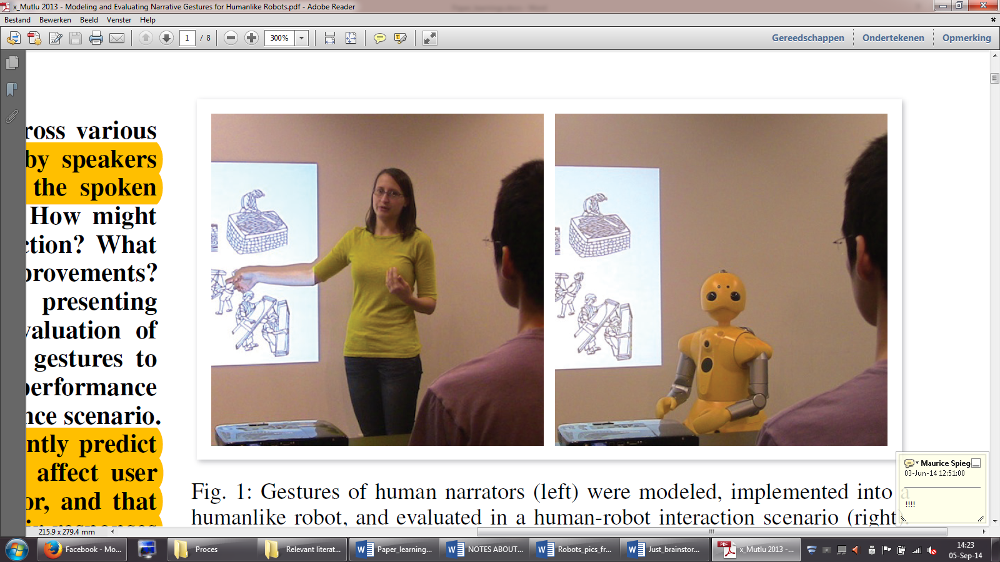 x_Mutlu 2013 - Modeling and Evaluating Narrative Gestures for Humanlike Robots.pdf - Adobe Reader
Bestand Bewerken Beeld Venster Help
1 / 8 300% Gereedschappen Ondertekenen Opmerking
ross various
by speakers
the spoken
How might
ction? What
provements?
presenting
valuation of
gestures to
performance
nce scenario.
ntly predict
affect user
or, and that
Fig. 1: Gestures of human narrators (left) were modeled, implemented into a
humanlike robot, and evaluated in a human-robot interaction scenario (right).
Maurice Spieg
03-Jun-14 12:51:00
!!!!
215.9 x 279.4 mm
Facebook - Mo... Proces Relevant literat... Paper_learning... NOTES ABOUT... Robots_pics_fr... Just_brainstor... x_Mutlu 2013 -...
14:23
05-Sep-14